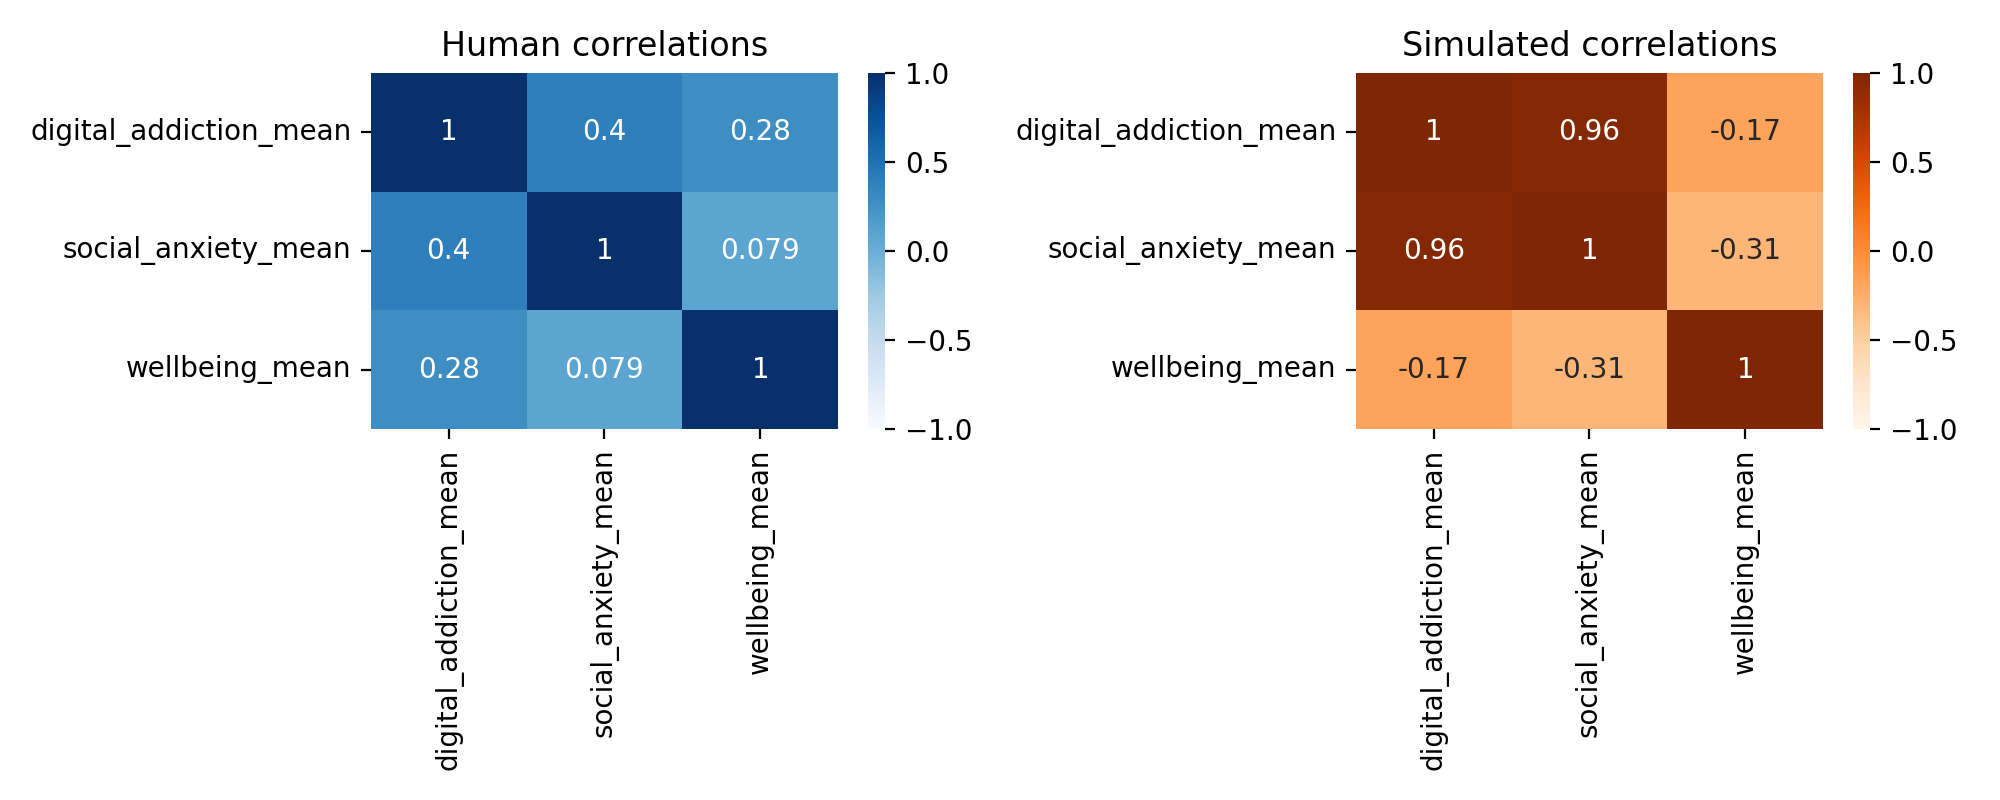 Human correlations
digital_addiction_mean
social_anxiety_mean
wellbeing_mean
1 0.4 0.28
0.4 1 0.079
0.28 0.079 1
1.0
0.5
0.0
−0.5
−1.0
digital_addiction_mean
social_anxiety_mean
wellbeing_mean
Simulated correlations
digital_addiction_mean
social_anxiety_mean
wellbeing_mean
1 0.96 -0.17
0.96 1 -0.31
-0.17 -0.31 1
1.0
0.5
0.0
−0.5
−1.0
digital_addiction_mean
social_anxiety_mean
wellbeing_mean